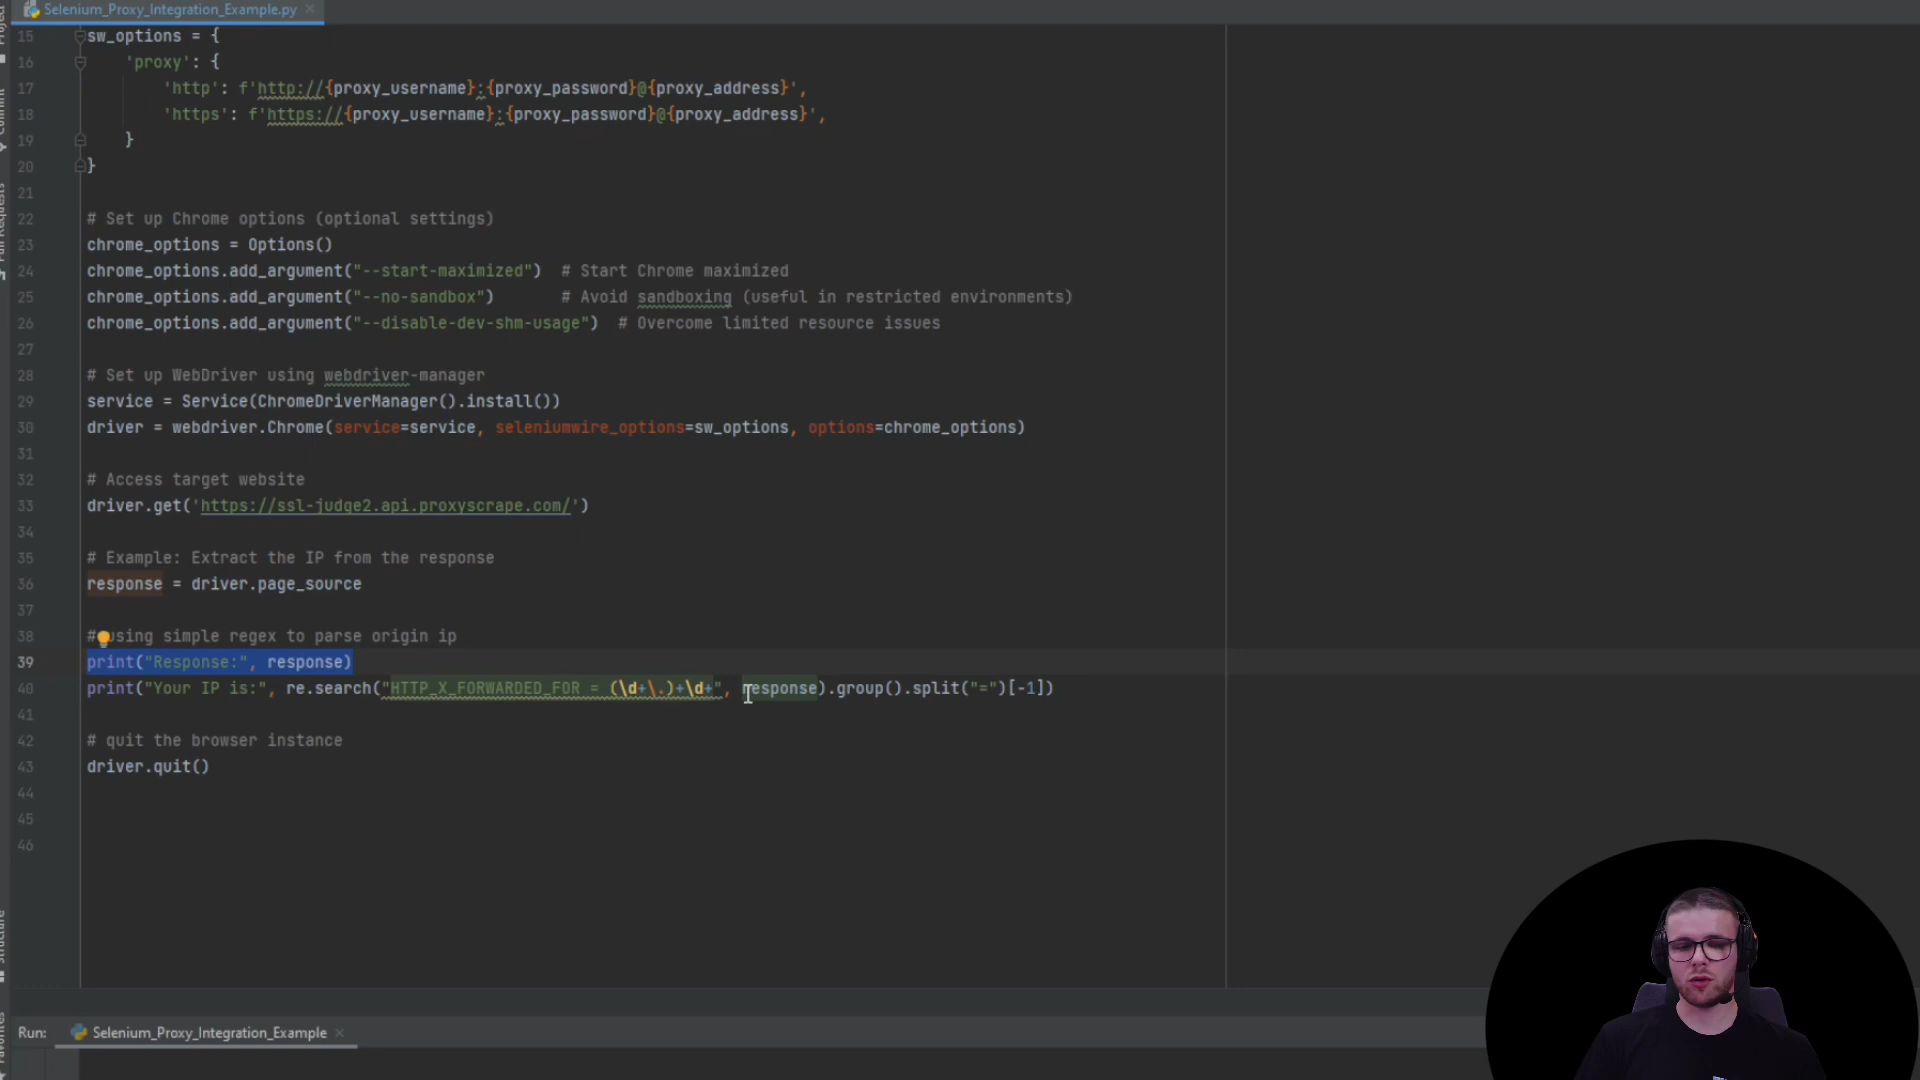 Selenium_Proxy_Integration_Example.py
15 sw_options = {
16 'proxy': {
17 'http': f'http://{proxy_username}:{proxy_password}@{proxy_address}',
18 'https': f'https://{proxy_username}:{proxy_password}@{proxy_address}',
19 }
20 }
21
22 # Set up Chrome options (optional settings)
23 chrome_options = Options()
24 chrome_options.add_argument("--start-maximized") # Start Chrome maximized
25 chrome_options.add_argument("--no-sandbox") # Avoid sandboxing (useful in restricted environments)
26 chrome_options.add_argument("--disable-dev-shm-usage") # Overcome limited resource issues
27
28 # Set up WebDriver using webdriver-manager
29 service = Service(ChromeDriverManager().install())
30 driver = webdriver.Chrome(service=service, seleniumwire_options=sw_options, options=chrome_options)
31
32 # Access target website
33 driver.get('https://ssl-judge2.api.proxyscrape.com/')
34
35 # Example: Extract the IP from the response
36 response = driver.page_source
37
38 # using simple regex to parse origin ip
39 print("Response:", response)
40 print("Your IP is:", re.search("HTTP_X_FORWARDED_FOR = (\d+\.)+\d+", response).group().split("=")[-1])
41
42 # quit the browser instance
43 driver.quit()
44
45
46
Project
Commit
Pull Requests
Structure
Favorites
Run: Selenium_Proxy_Integration_Example